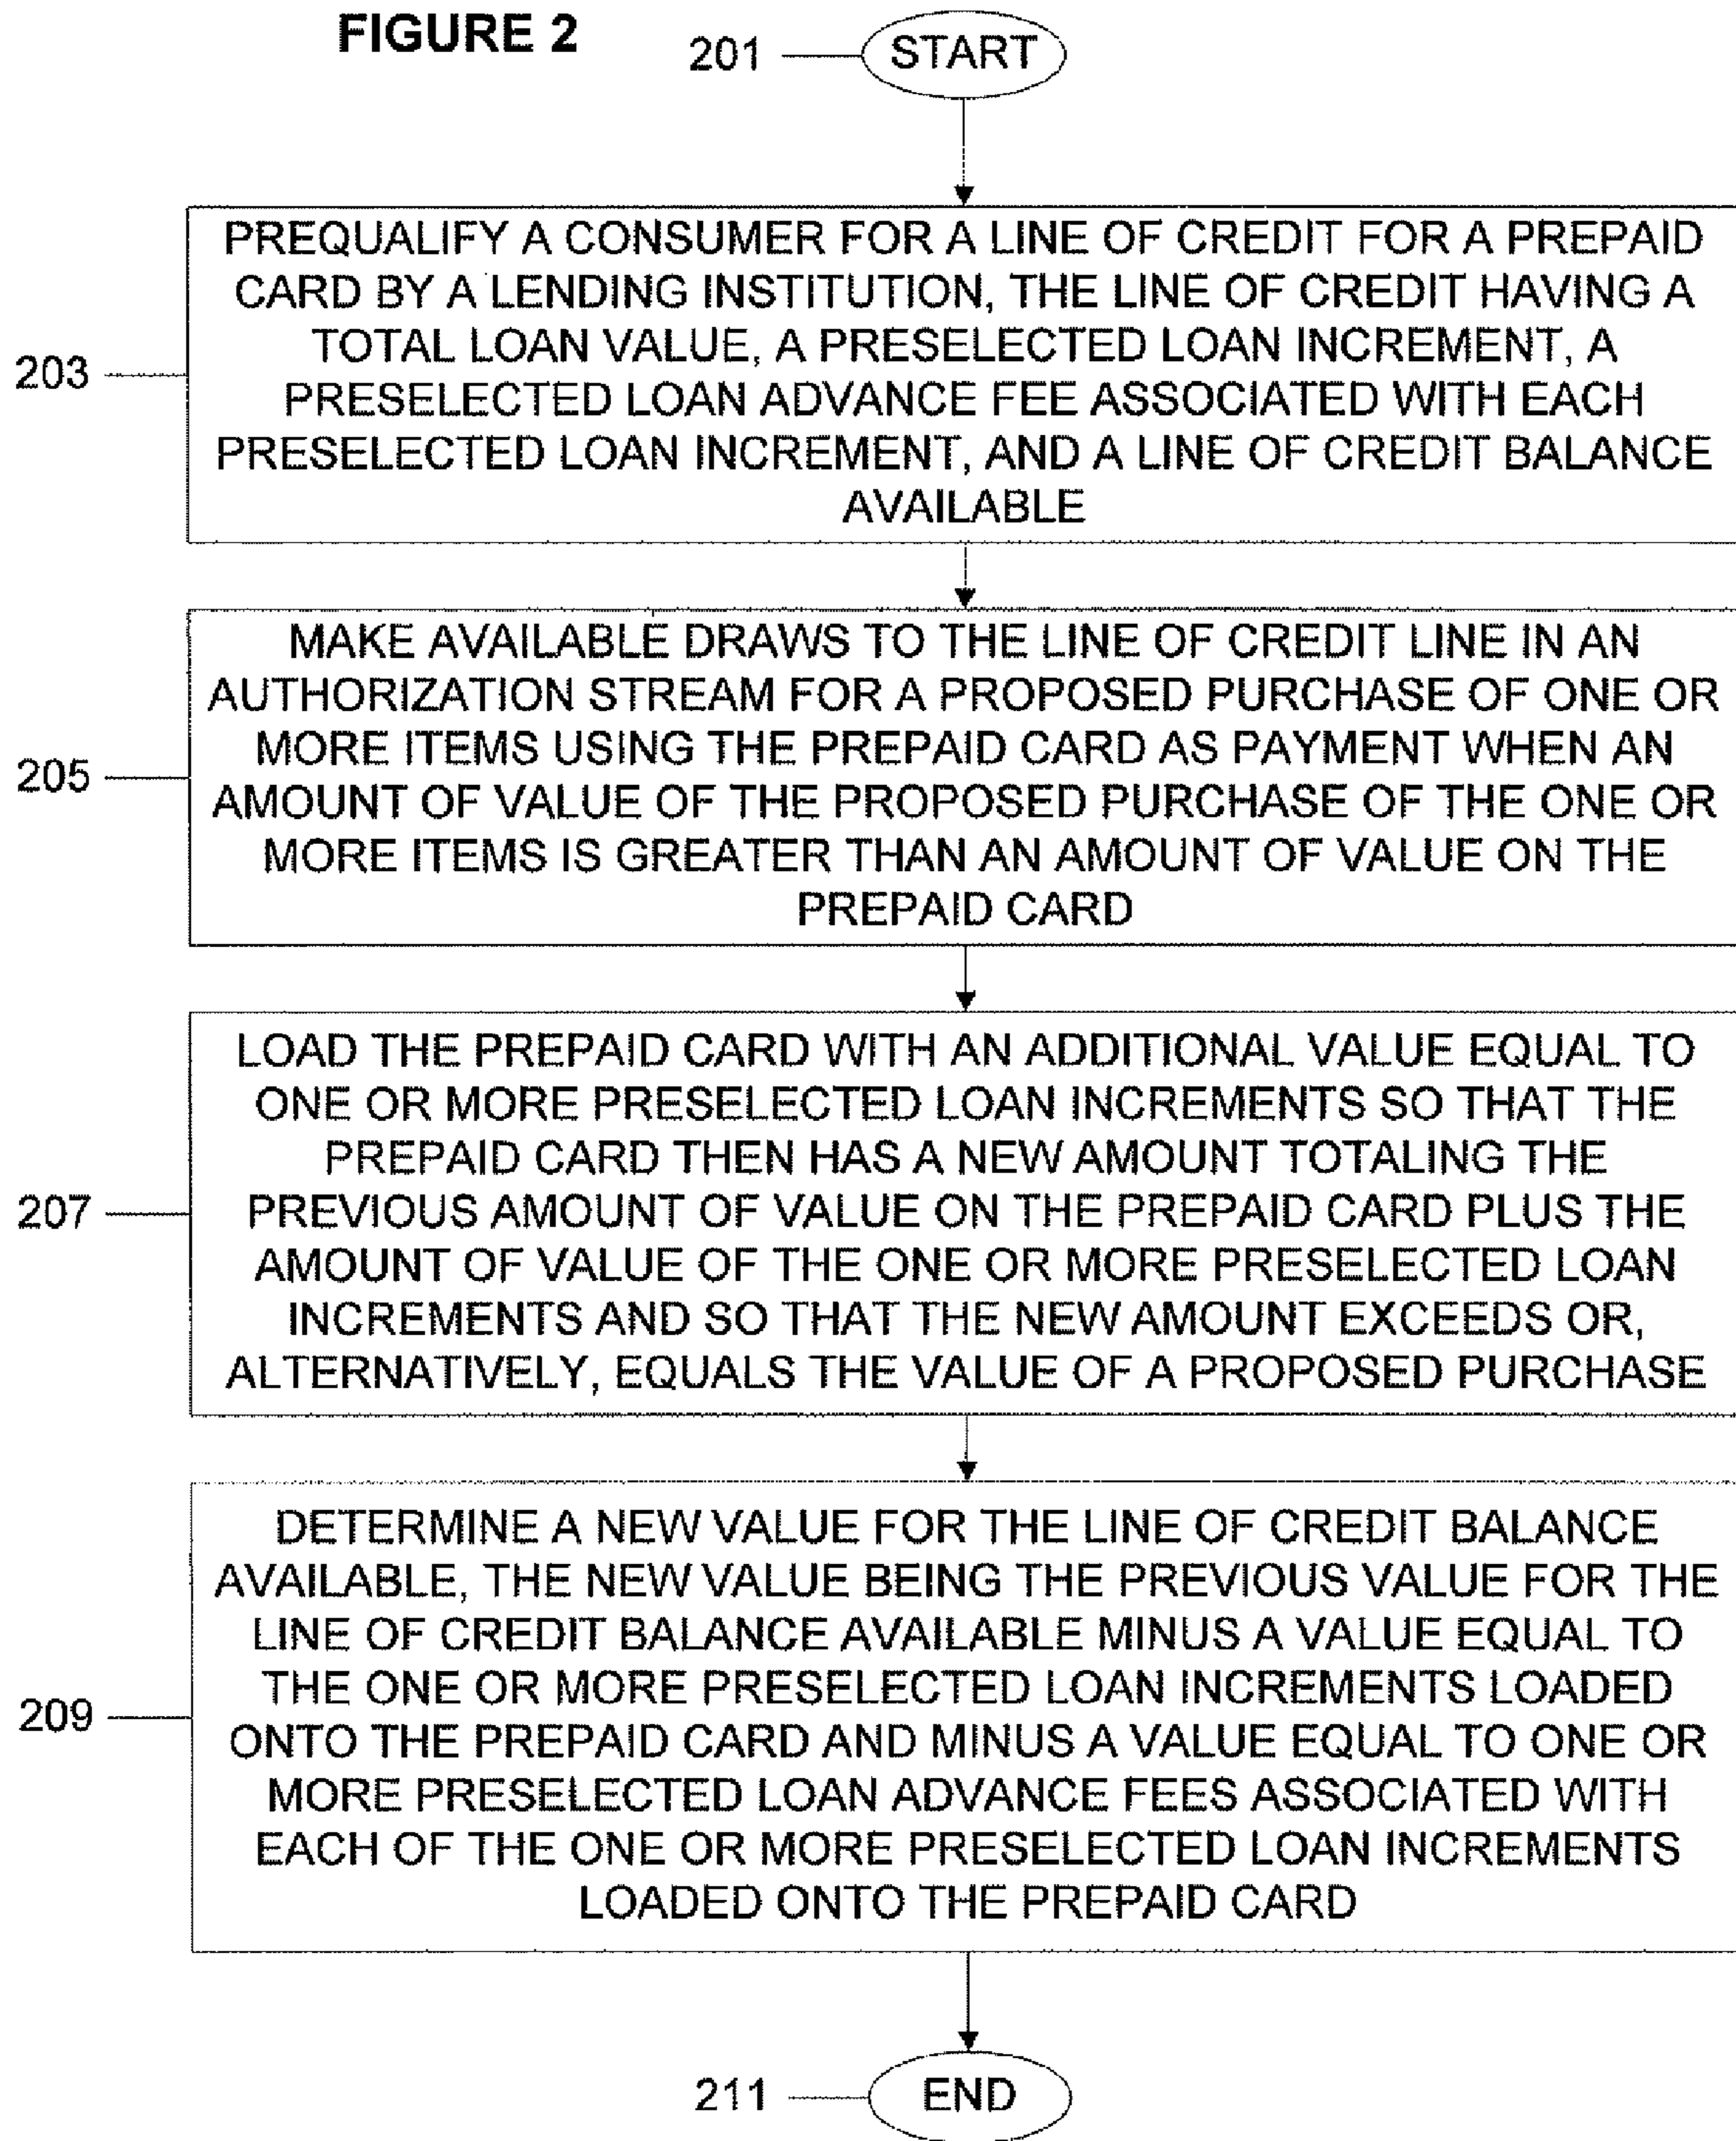 FIGURE 2
201
START
203
PREQUALIFY A CONSUMER FOR A LINE OF CREDIT FOR A PREPAID
CARD BY A LENDING INSTITUTION, THE LINE OF CREDIT HAVING A
TOTAL LOAN VALUE, A PRESELECTED LOAN INCREMENT, A
PRESELECTED LOAN ADVANCE FEE ASSOCIATED WITH EACH
PRESELECTED LOAN INCREMENT, AND A LINE OF CREDIT BALANCE
AVAILABLE
205
MAKE AVAILABLE DRAWS TO THE LINE OF CREDIT LINE IN AN
AUTHORIZATION STREAM FOR A PROPOSED PURCHASE OF ONE OR
MORE ITEMS USING THE PREPAID CARD AS PAYMENT WHEN AN
AMOUNT OF VALUE OF THE PROPOSED PURCHASE OF THE ONE OR
MORE ITEMS IS GREATER THAN AN AMOUNT OF VALUE ON THE
PREPAID CARD
207
LOAD THE PREPAID CARD WITH AN ADDITIONAL VALUE EQUAL TO
ONE OR MORE PRESELECTED LOAN INCREMENTS SO THAT THE
PREPAID CARD THEN HAS A NEW AMOUNT TOTALING THE
PREVIOUS AMOUNT OF VALUE ON THE PREPAID CARD PLUS THE
AMOUNT OF VALUE OF THE ONE OR MORE PRESELECTED LOAN
INCREMENTS AND SO THAT THE NEW AMOUNT EXCEEDS OR,
ALTERNATIVELY, EQUALS THE VALUE OF A PROPOSED PURCHASE
209
DETERMINE A NEW VALUE FOR THE LINE OF CREDIT BALANCE
AVAILABLE, THE NEW VALUE BEING THE PREVIOUS VALUE FOR THE
LINE OF CREDIT BALANCE AVAILABLE MINUS A VALUE EQUAL TO
THE ONE OR MORE PRESELECTED LOAN INCREMENTS LOADED
ONTO THE PREPAID CARD AND MINUS A VALUE EQUAL TO ONE OR
MORE PRESELECTED LOAN ADVANCE FEES ASSOCIATED WITH
EACH OF THE ONE OR MORE PRESELECTED LOAN INCREMENTS
LOADED ONTO THE PREPAID CARD
211
END